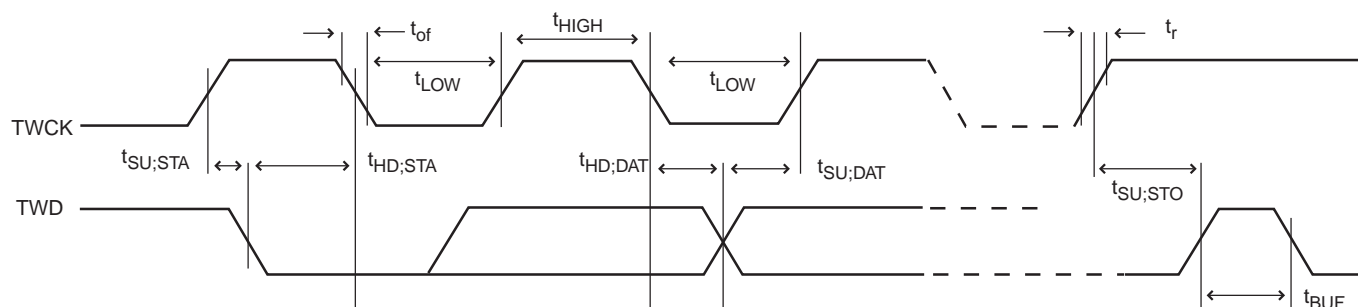 t_of
t_HIGH
t_r
t_LOW
t_LOW
TWCK
t_SU;STA
t_HD;STA
t_HD;DAT
t_SU;DAT
t_SU;STO
TWD
t_BUF